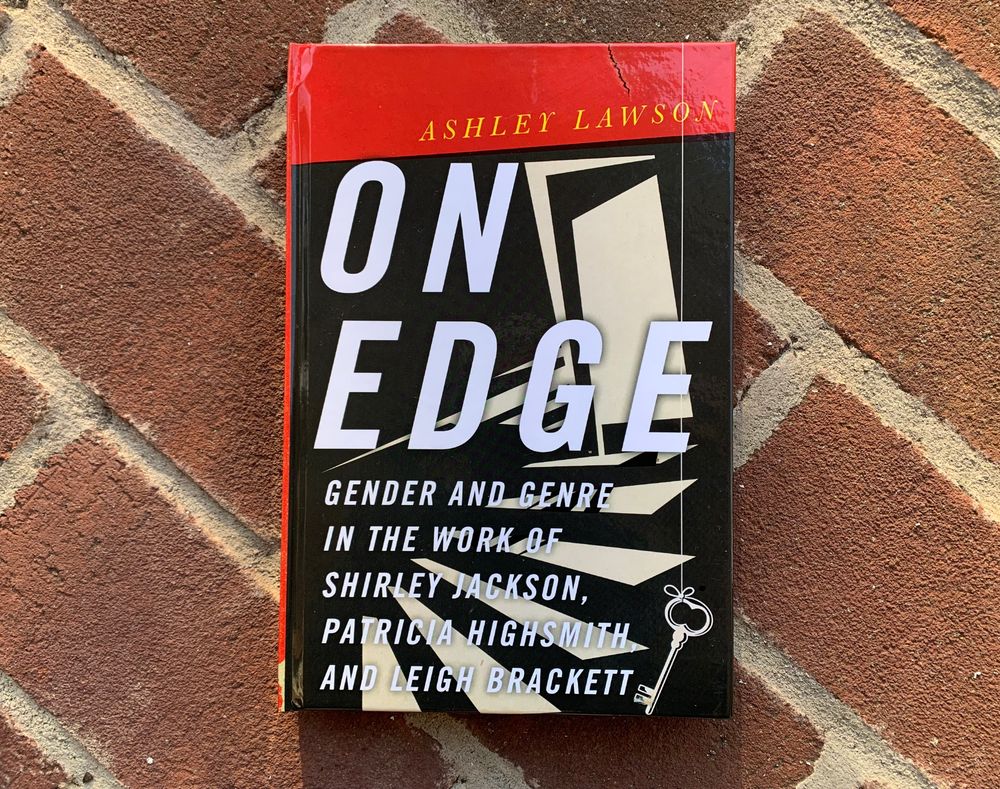 ASHLEY LAWSON
ON
EDGE
GENDER AND GENRE
IN THE WORK OF
SHIRLEY JACKSON,
PATRICIA HIGHSMITH,
AND LEIGH BRACKETT